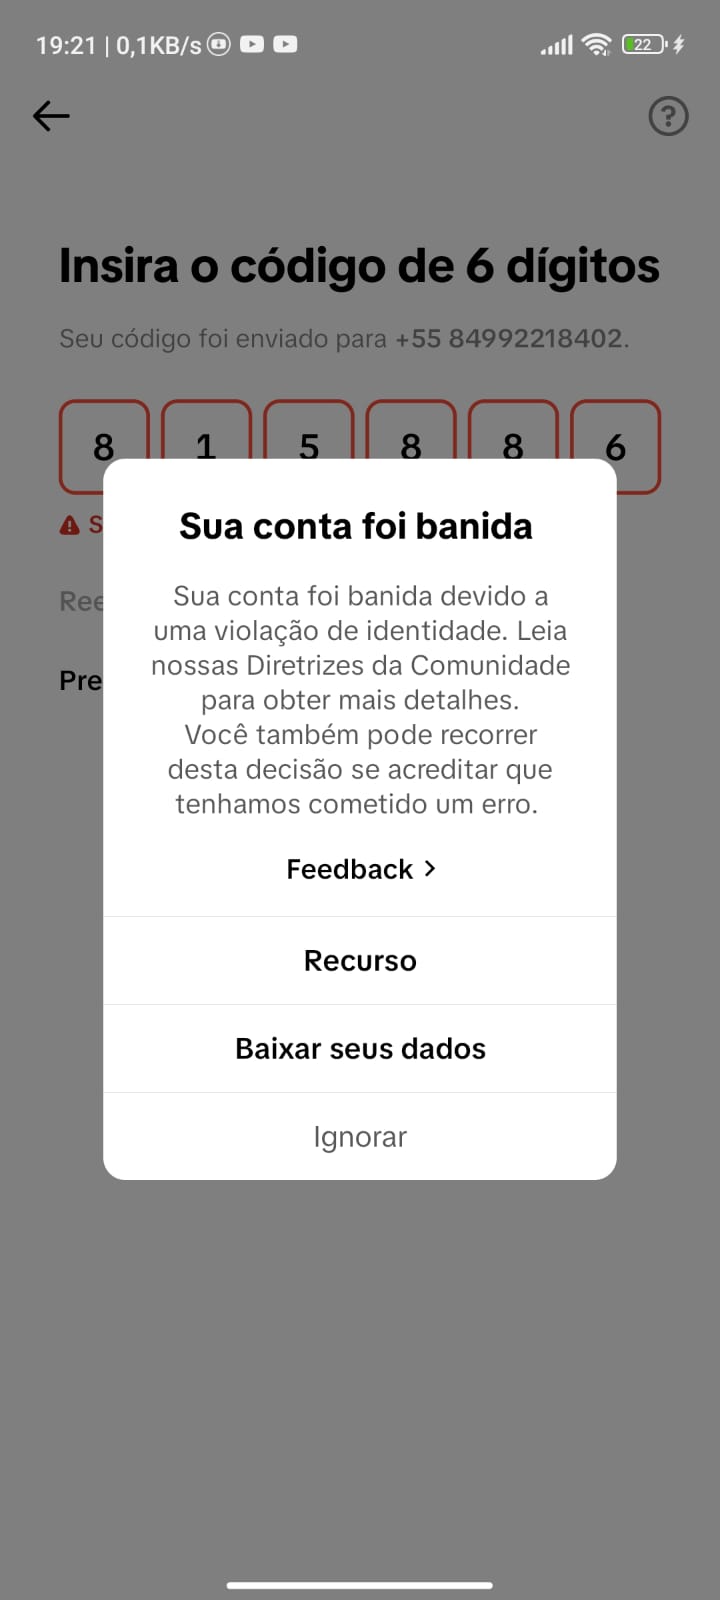 19:21 | 0,1KB/s
22
?
Insira o código de 6 dígitos
Seu código foi enviado para +55 84992218402.
8 1 5 8 8 6
S
Ree
Pre
Sua conta foi banida
Sua conta foi banida devido a
uma violação de identidade. Leia
nossas Diretrizes da Comunidade
para obter mais detalhes.
Você também pode recorrer
desta decisão se acreditar que
tenhamos cometido um erro.
Feedback >
Recurso
Baixar seus dados
Ignorar